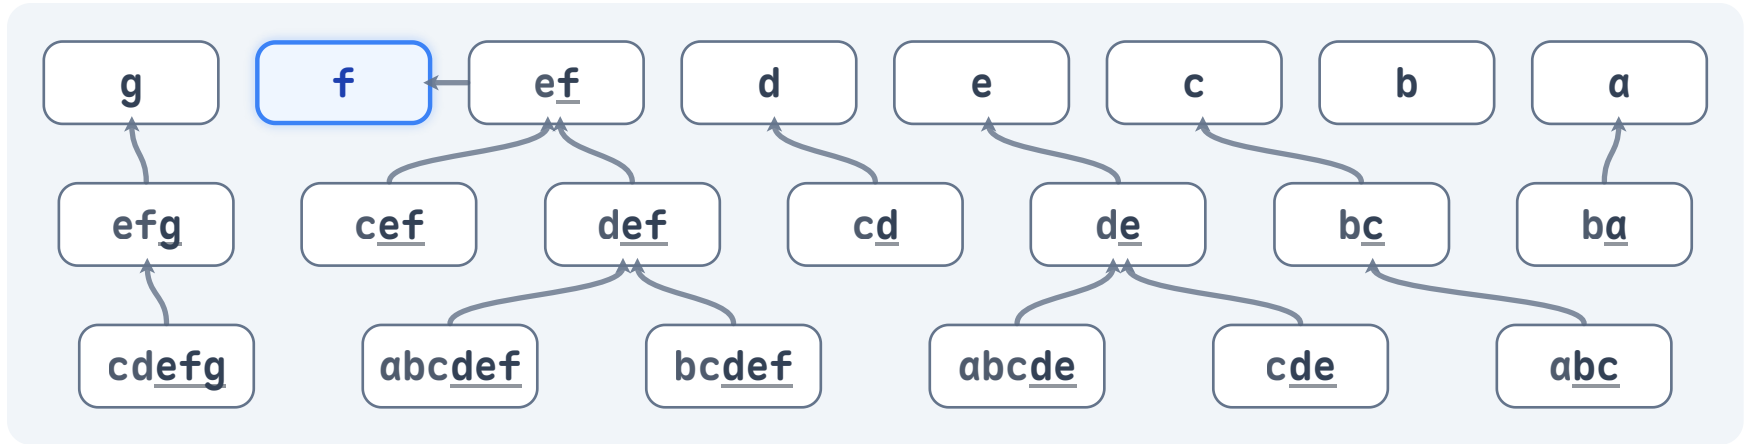 g f ef d e c b a
efg cef def cd de bc ba
cdefg abcdef bcdef abcde cde abc